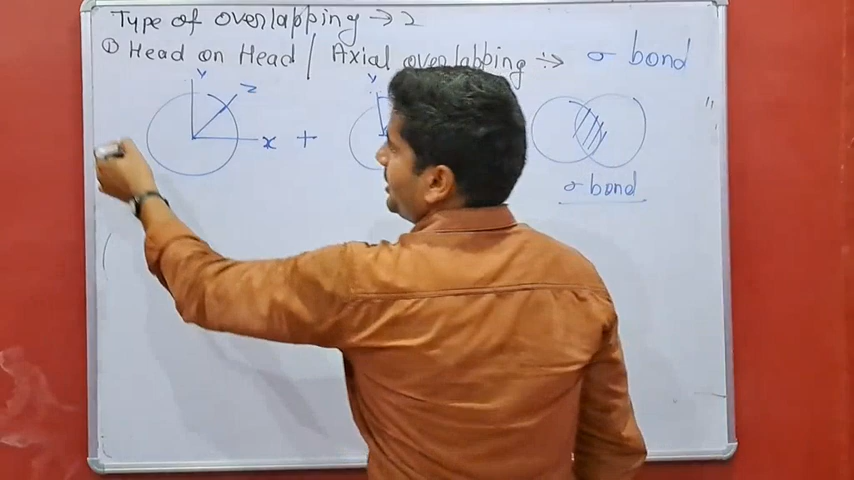 Type of overlapping → 2
① Head on Head / Axial overlapping :→ σ bond
Y Z Y
x +
σ bond